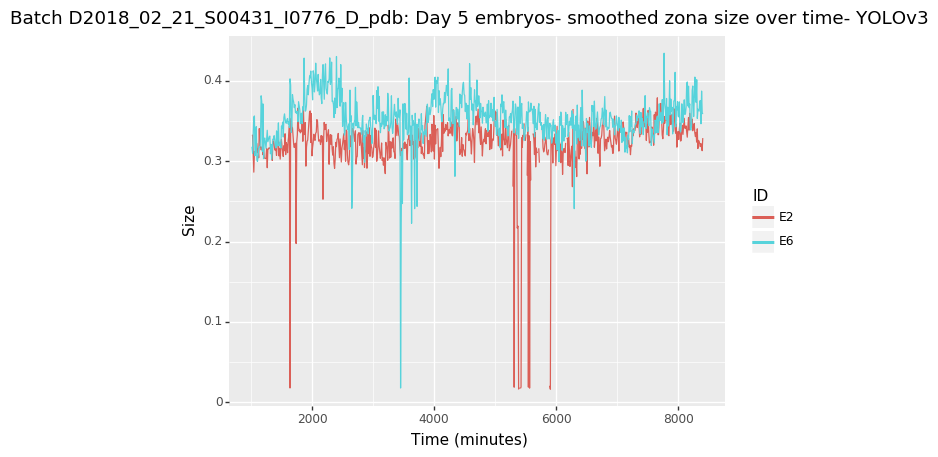 Batch D2018_02_21_S00431_I0776_D_pdb: Day 5 embryos- smoothed zona size over time- YOLOv3
0.4
0.3
0.2
0.1
0
Size
2000 4000 6000 8000
Time (minutes)
ID
E2
E6